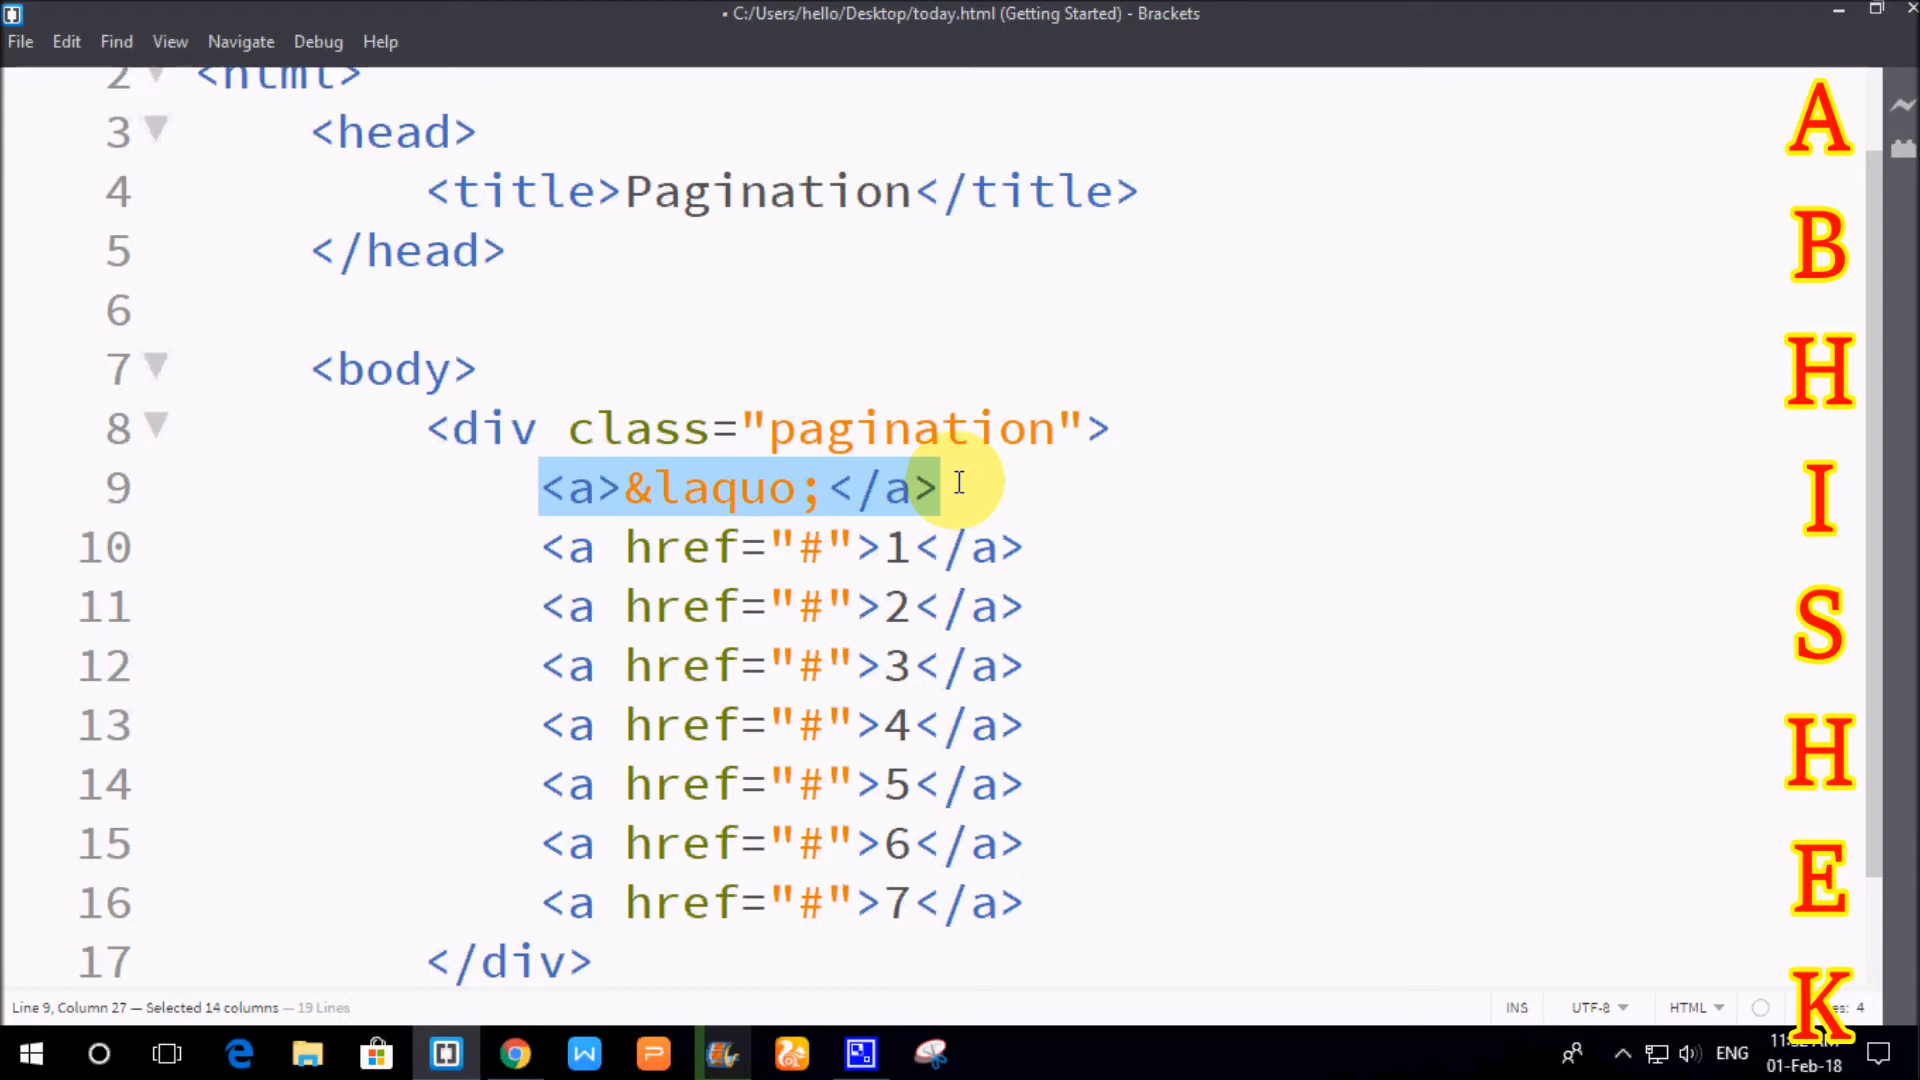 • C:/Users/hello/Desktop/today.html (Getting Started) - Brackets
File Edit Find View Navigate Debug Help
2 <html>
3 <head>
4 <title>Pagination</title>
5 </head>
6
7 <body>
8 <div class="pagination">
9 <a>&laquo;</a>
10 <a href="#">1</a>
11 <a href="#">2</a>
12 <a href="#">3</a>
13 <a href="#">4</a>
14 <a href="#">5</a>
15 <a href="#">6</a>
16 <a href="#">7</a>
17 </div>
A
B
H
I
S
H
E
K
Line 9, Column 27 — Selected 14 columns — 19 Lines
INS UTF-8 HTML 4
ENG
01-Feb-18